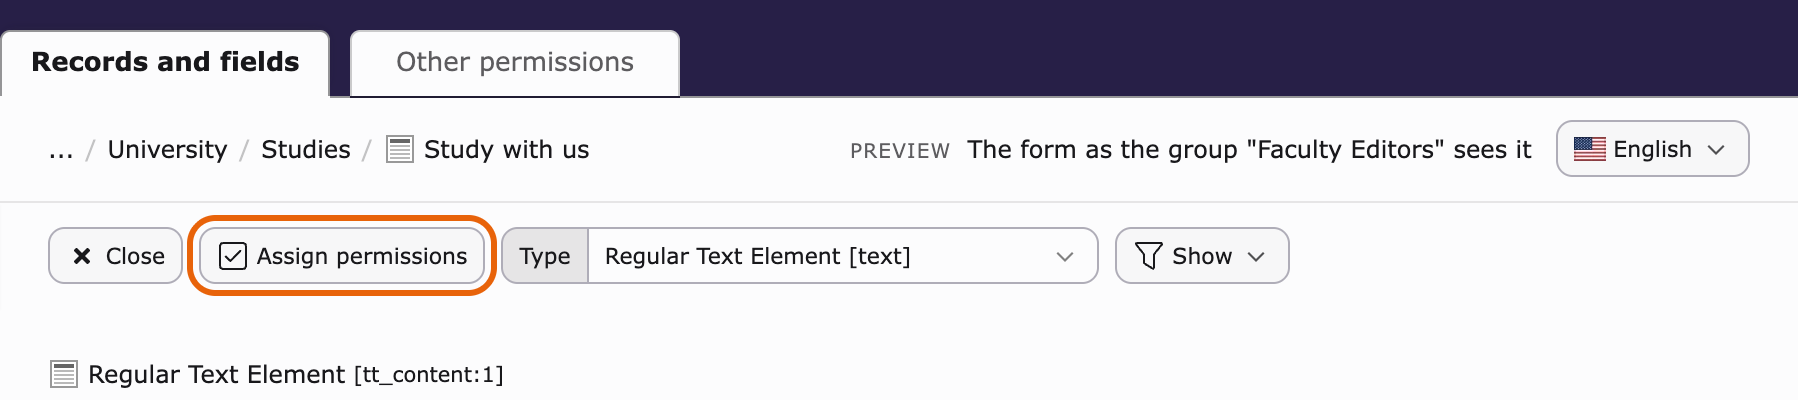 Records and fields Other permissions
... / University / Studies / Study with us PREVIEW The form as the group "Faculty Editors" sees it English
Close Assign permissions Type Regular Text Element [text] Show
Regular Text Element [tt_content:1]